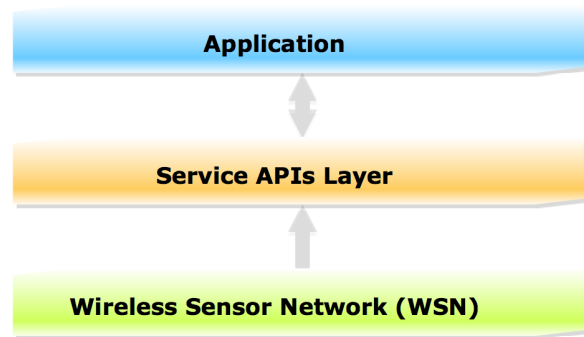 Application
Service APIs Layer
Wireless Sensor Network (WSN)